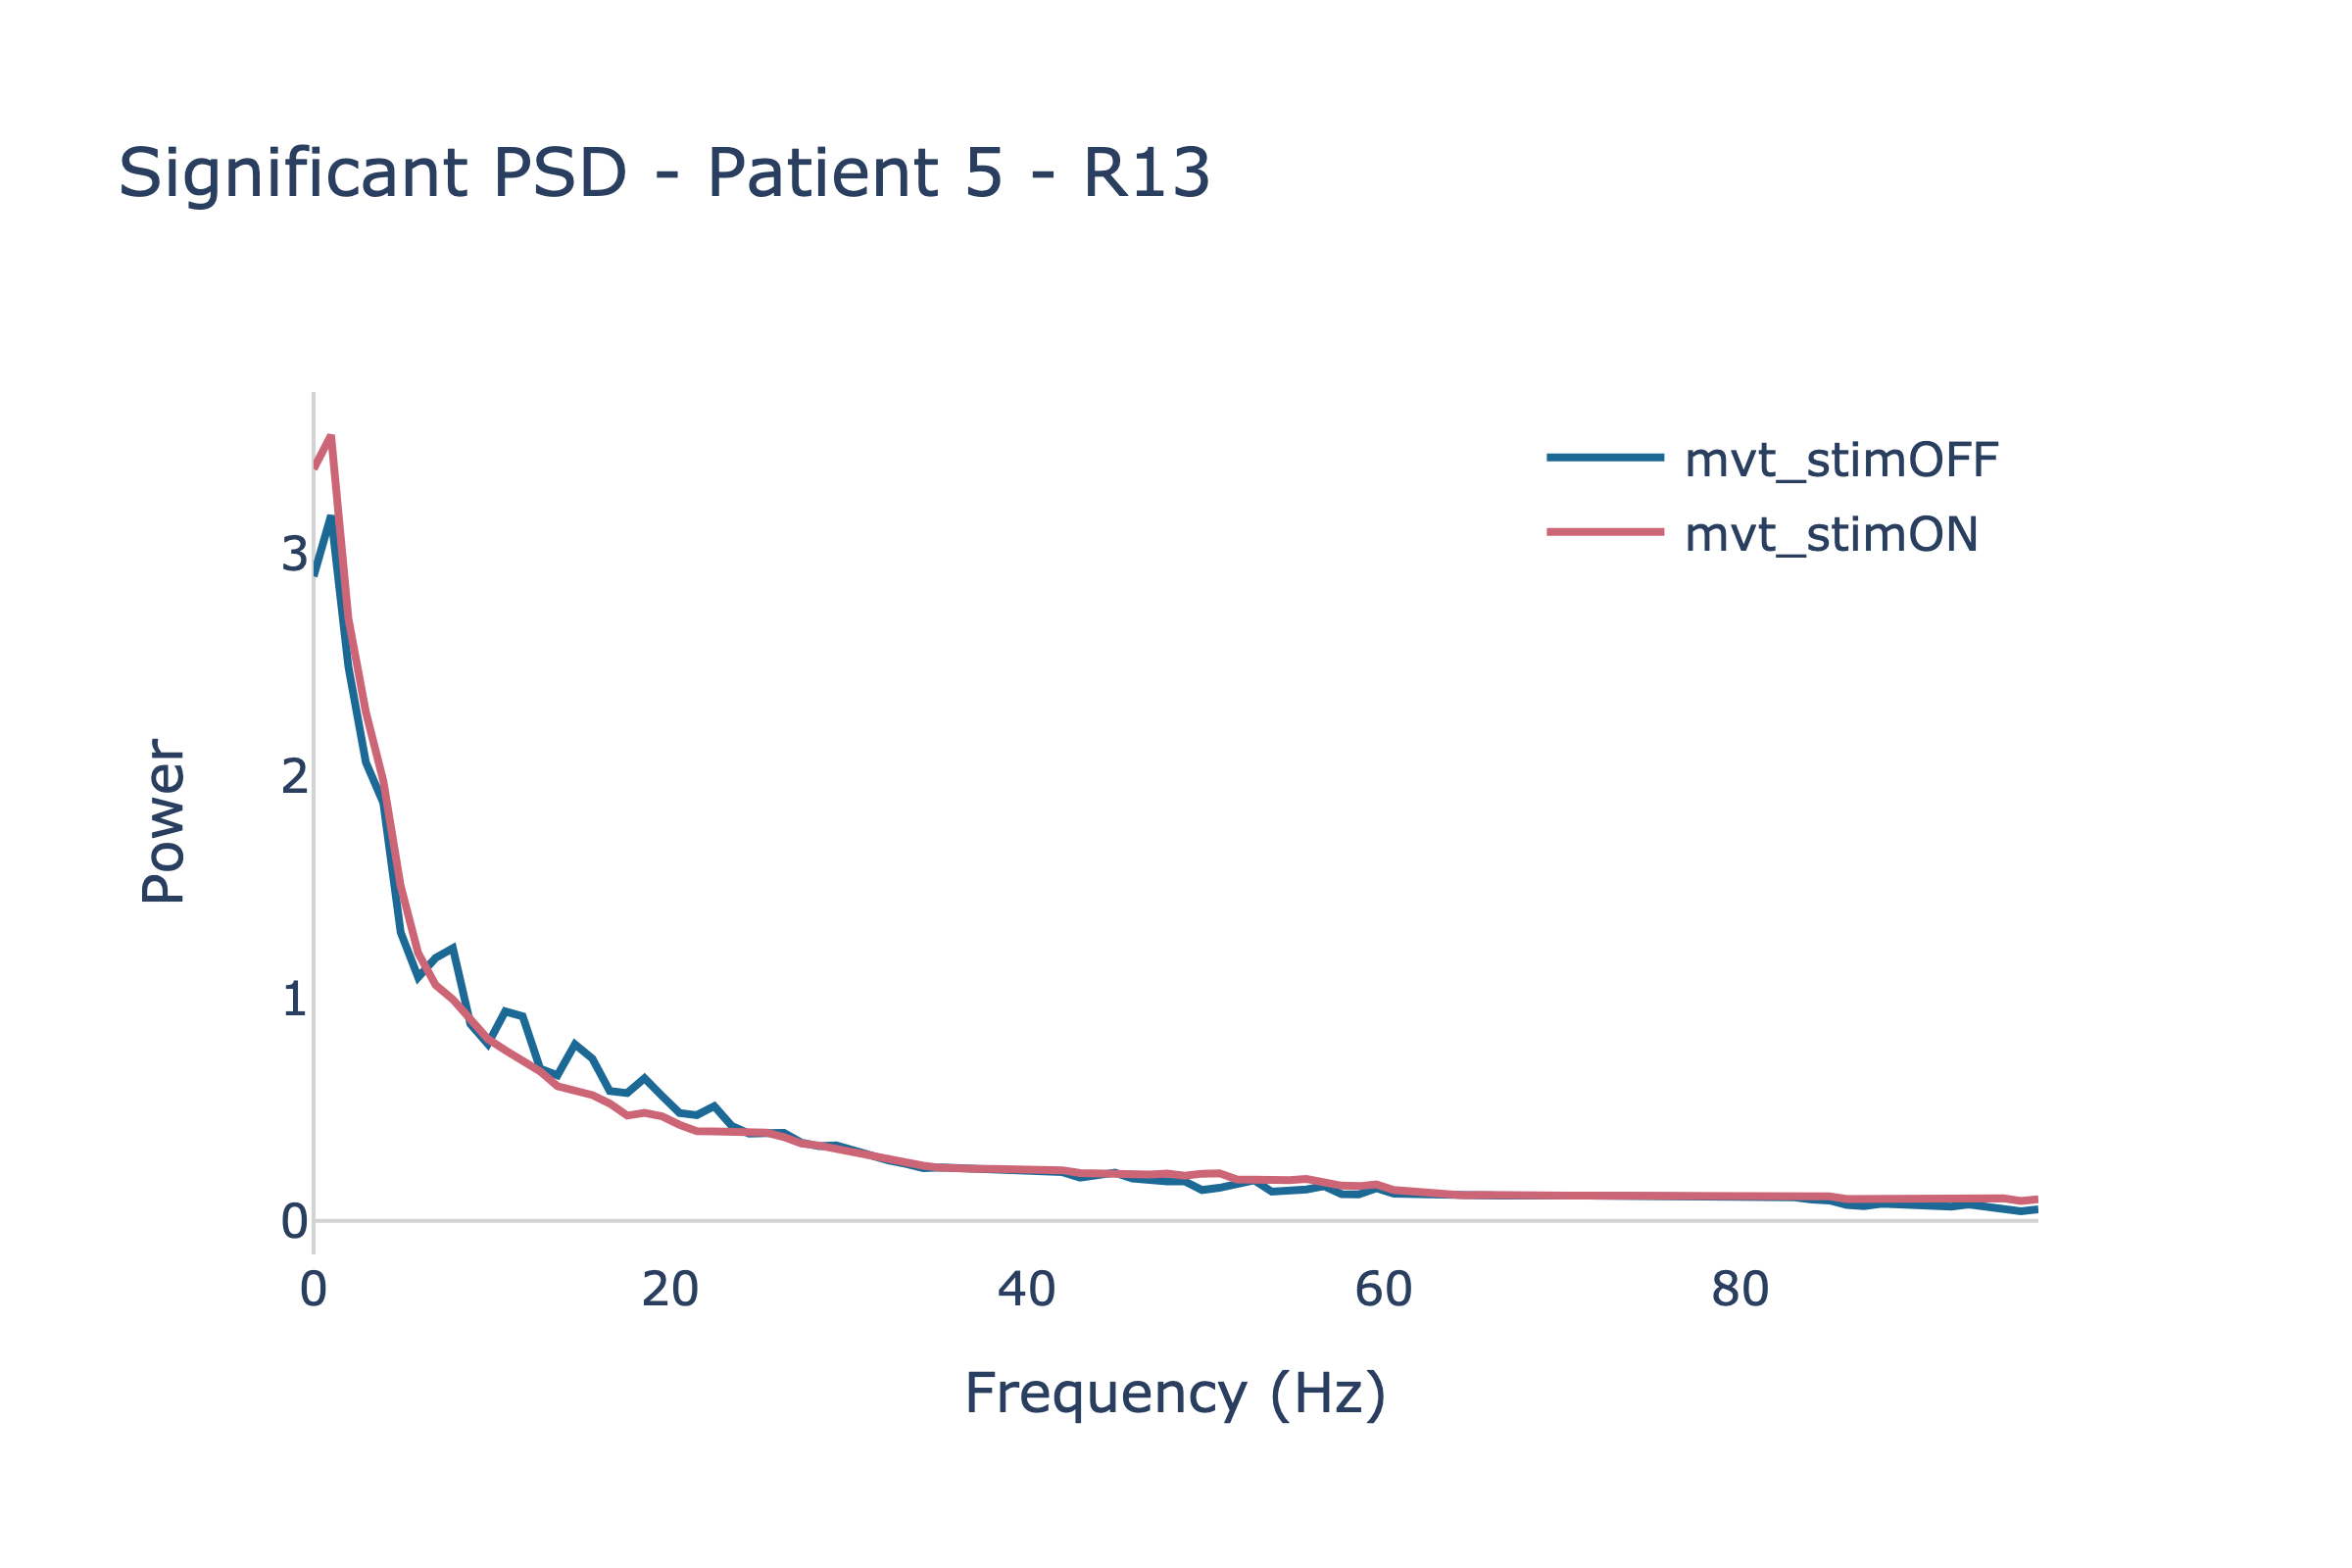 Significant PSD - Patient 5 - R13
mvt_stimOFF
mvt_stimON
3
2
1
0
Power
0 20 40 60 80
Frequency (Hz)